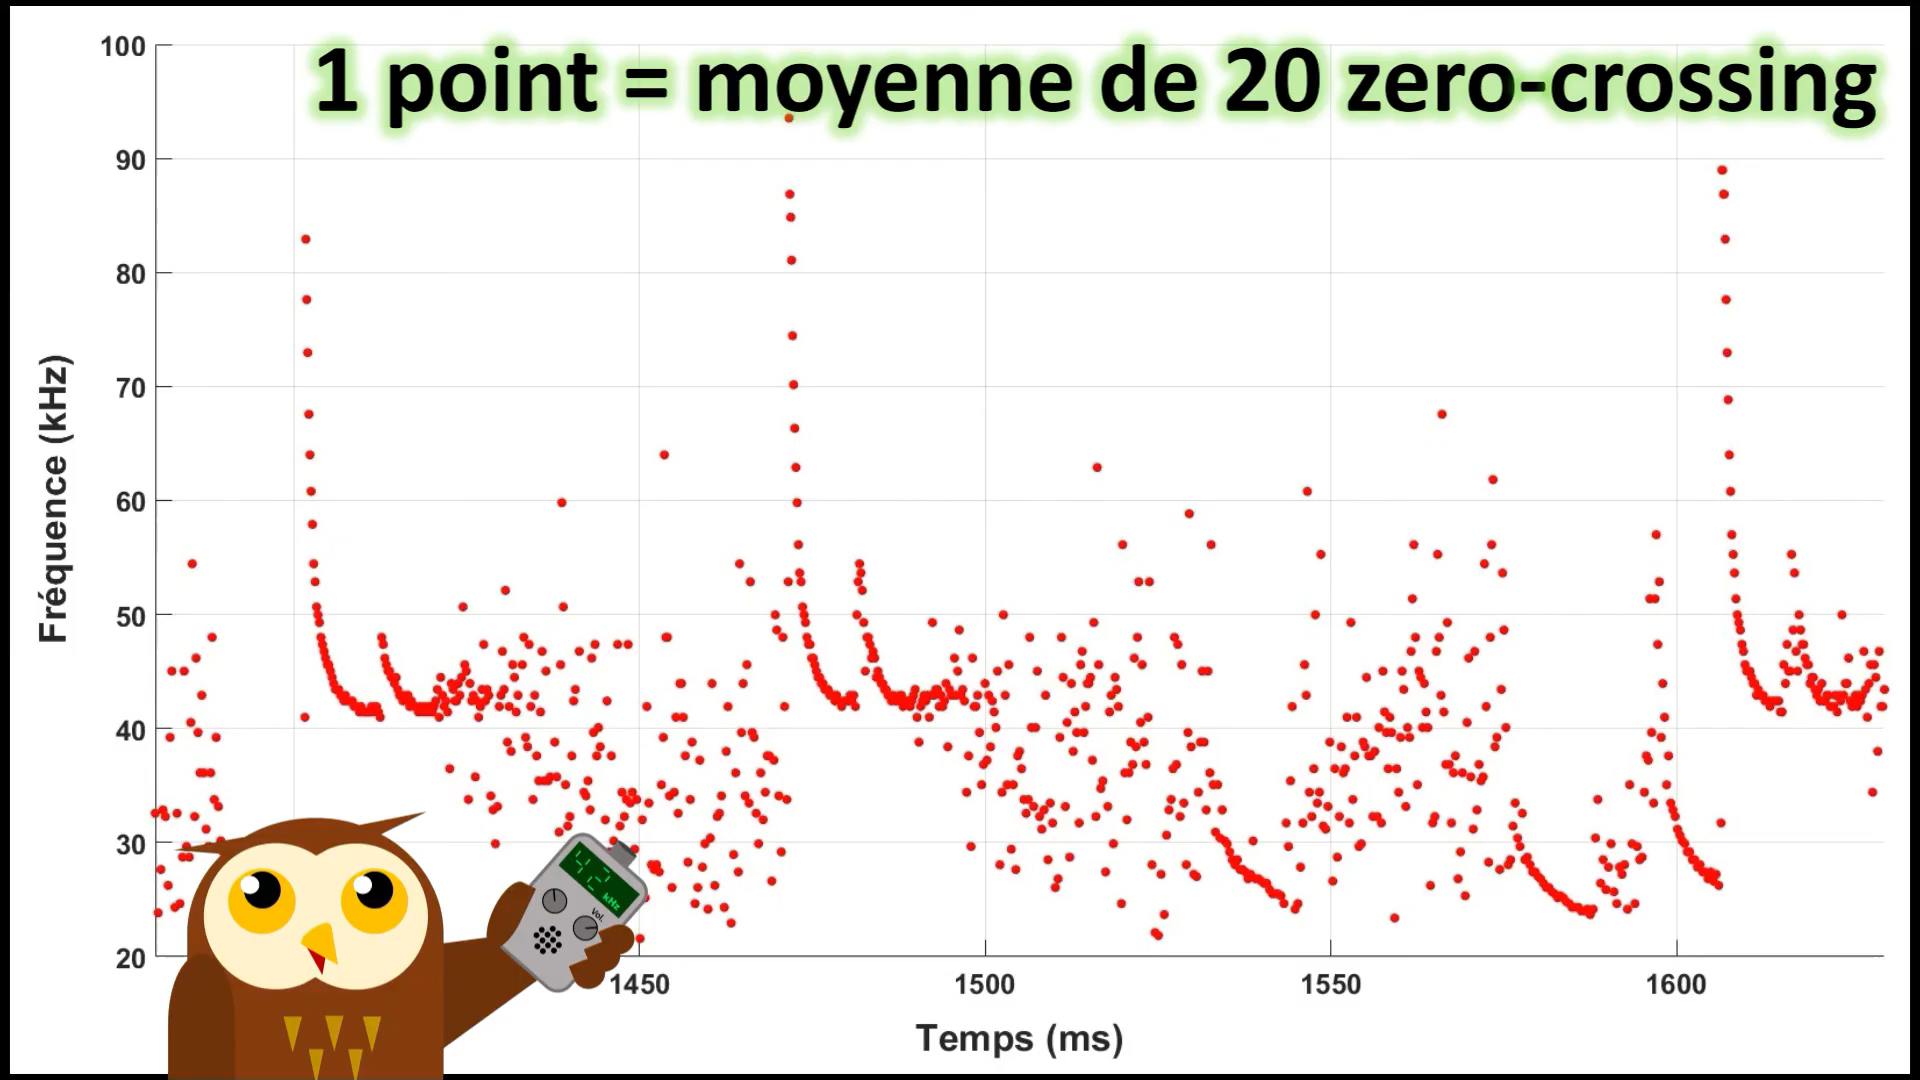 1 point = moyenne de 20 zero-crossing
100
90
80
70
60
50
40
30
20
Fréquence (kHz)
kHz
Vol.
1450
1500
1550
1600
Temps (ms)